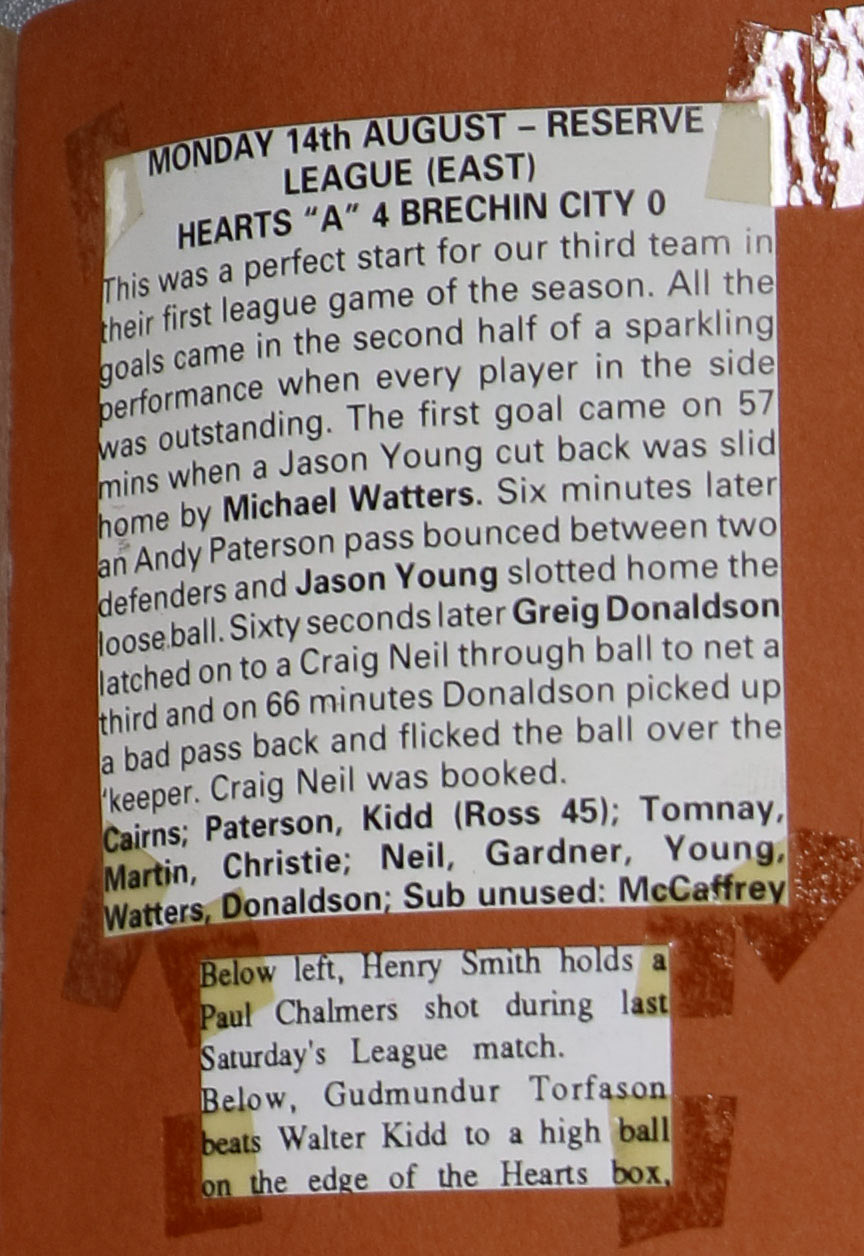 MONDAY 14th AUGUST – RESERVE
LEAGUE (EAST)
HEARTS "A" 4 BRECHIN CITY 0
This was a perfect start for our third team in
their first league game of the season. All the
goals came in the second half of a sparkling
performance when every player in the side
was outstanding. The first goal came on 57
mins when a Jason Young cut back was slid
home by Michael Watters. Six minutes later
an Andy Paterson pass bounced between two
defenders and Jason Young slotted home the
loose ball. Sixty seconds later Greig Donaldson
latched on to a Craig Neil through ball to net a
third and on 66 minutes Donaldson picked up
a bad pass back and flicked the ball over the
'keeper. Craig Neil was booked.
Cairns; Paterson, Kidd (Ross 45); Tomnay,
Martin, Christie; Neil, Gardner, Young,
Watters, Donaldson; Sub unused: McCaffrey
Below left, Henry Smith holds a
Paul Chalmers shot during last
Saturday's League match.
Below, Gudmundur Torfason
beats Walter Kidd to a high ball
on the edge of the Hearts box,